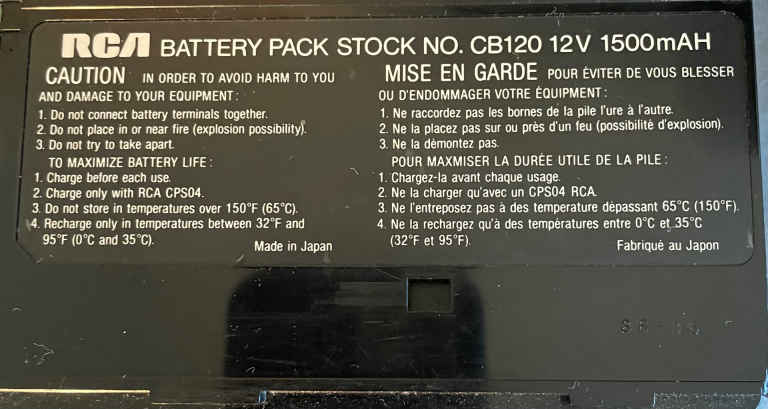 RCA BATTERY PACK STOCK NO. CB120 12V 1500mAH
CAUTION IN ORDER TO AVOID HARM TO YOU
AND DAMAGE TO YOUR EQUIPMENT:
1. Do not connect battery terminals together.
2. Do not place in or near fire (explosion possibility).
3. Do not try to take apart.
TO MAXIMIZE BATTERY LIFE:
1. Charge before each use.
2. Charge only with RCA CPS04.
3. Do not store in temperatures over 150°F (65°C).
4. Recharge only in temperatures between 32°F and
95°F (0°C and 35°C).
Made in Japan
MISE EN GARDE POUR ÉVITER DE VOUS BLESSER
OU D'ENDOMMAGER VOTRE ÉQUIPMENT:
1. Ne raccordez pas les bornes de la pile l'ure à l'autre.
2. Ne la placez pas sur ou près d'un feu (possibilité d'explosion).
3. Ne la démontez pas.
POUR MAXMISER LA DURÉE UTILE DE LA PILE:
1. Chargez-la avant chaque usage.
2. Ne la charger qu'avec un CPS04 RCA.
3. Ne l'entreposez pas à des temperature dépassant 65°C (150°F).
4. Ne la rechargez qu'à des températures entre 0°C et 35°C
(32°F et 95°F).
Fabriqué au Japon